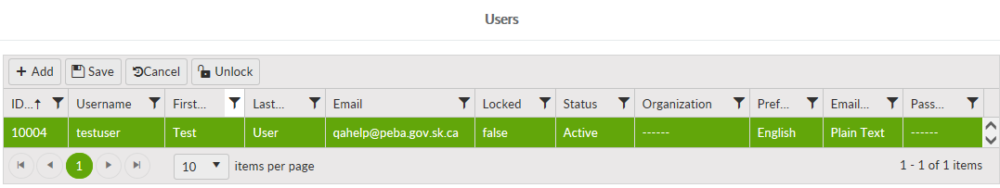 Users
Add Save Cancel Unlock
ID... Username First... Last... Email Locked Status Organization Pref... Email... Pass...
10004 testuser Test User qahelp@peba.gov.sk.ca false Active ------ English Plain Text ------
1 10 items per page 1 - 1 of 1 items